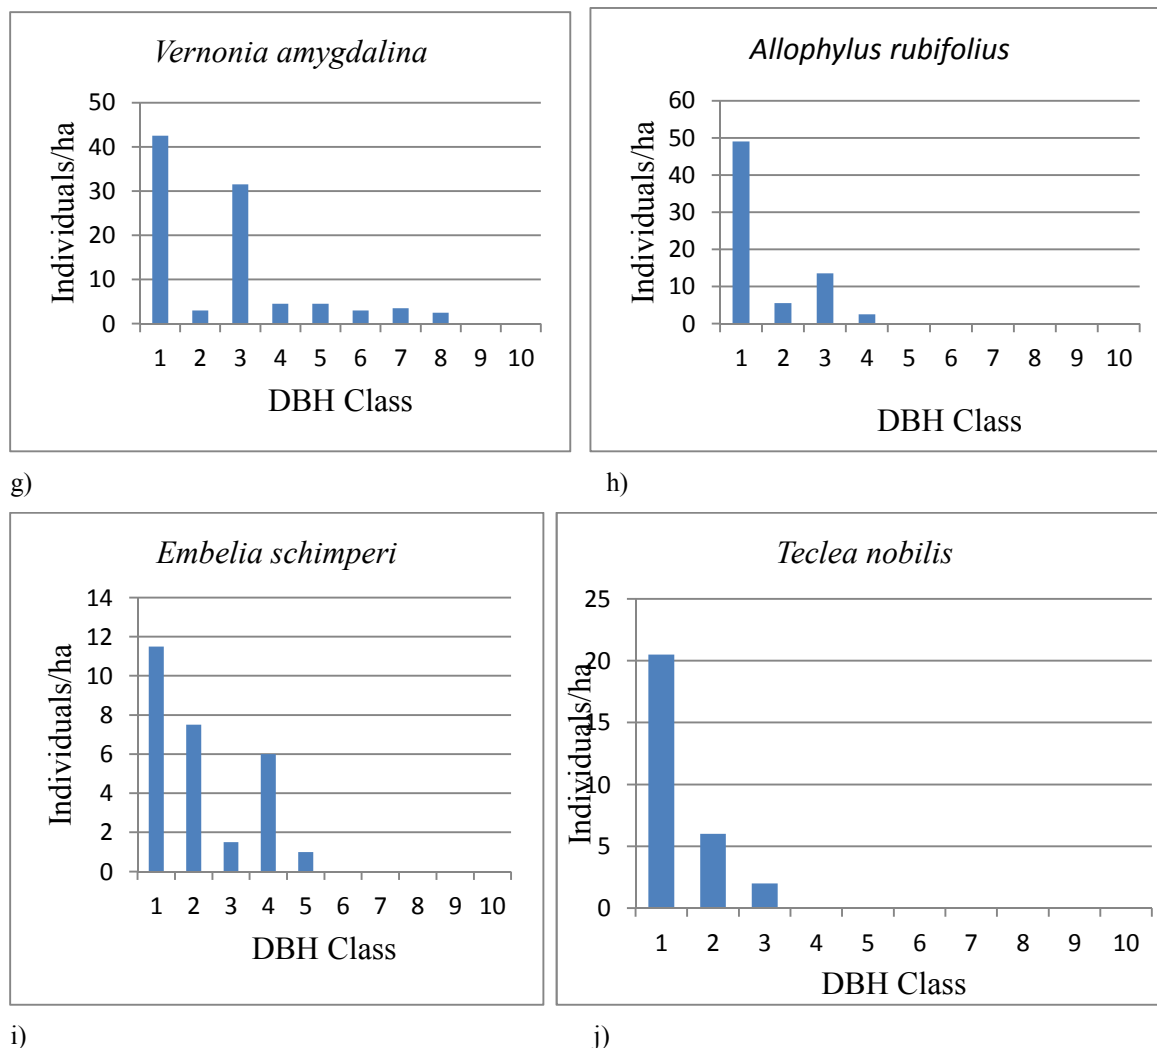 Vernonia amygdalina
Individuals/ha
50
40
30
20
10
0
1 2 3 4 5 6 7 8 9 10
DBH Class
g)
Allophylus rubifolius
Individuals/ha
60
50
40
30
20
10
0
1 2 3 4 5 6 7 8 9 10
DBH Class
h)
Embelia schimperi
Individuals/ha
14
12
10
8
6
4
2
0
1 2 3 4 5 6 7 8 9 10
DBH Class
i)
Teclea nobilis
Individuals/ha
25
20
15
10
5
0
1 2 3 4 5 6 7 8 9 10
DBH Class
j)